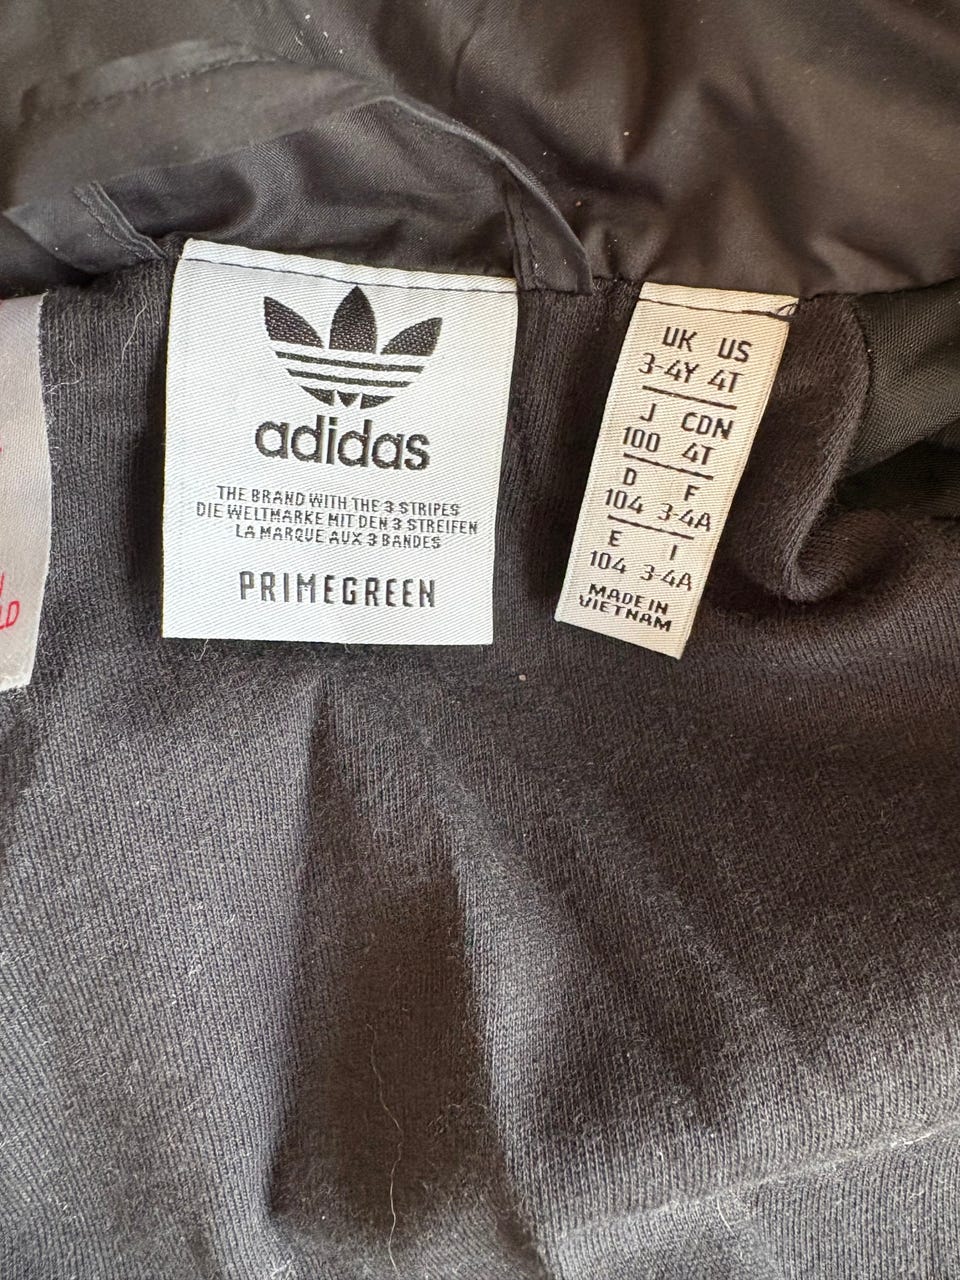 adidas
THE BRAND WITH THE 3 STRIPES
DIE WELTMARKE MIT DEN 3 STREIFEN
LA MARQUE AUX 3 BANDES
PRIMEGREEN
UK US
3-4Y 4T
J CDN
100 4T
D F
104 3-4A
E I
104 3-4A
MADE IN
VIETNAM